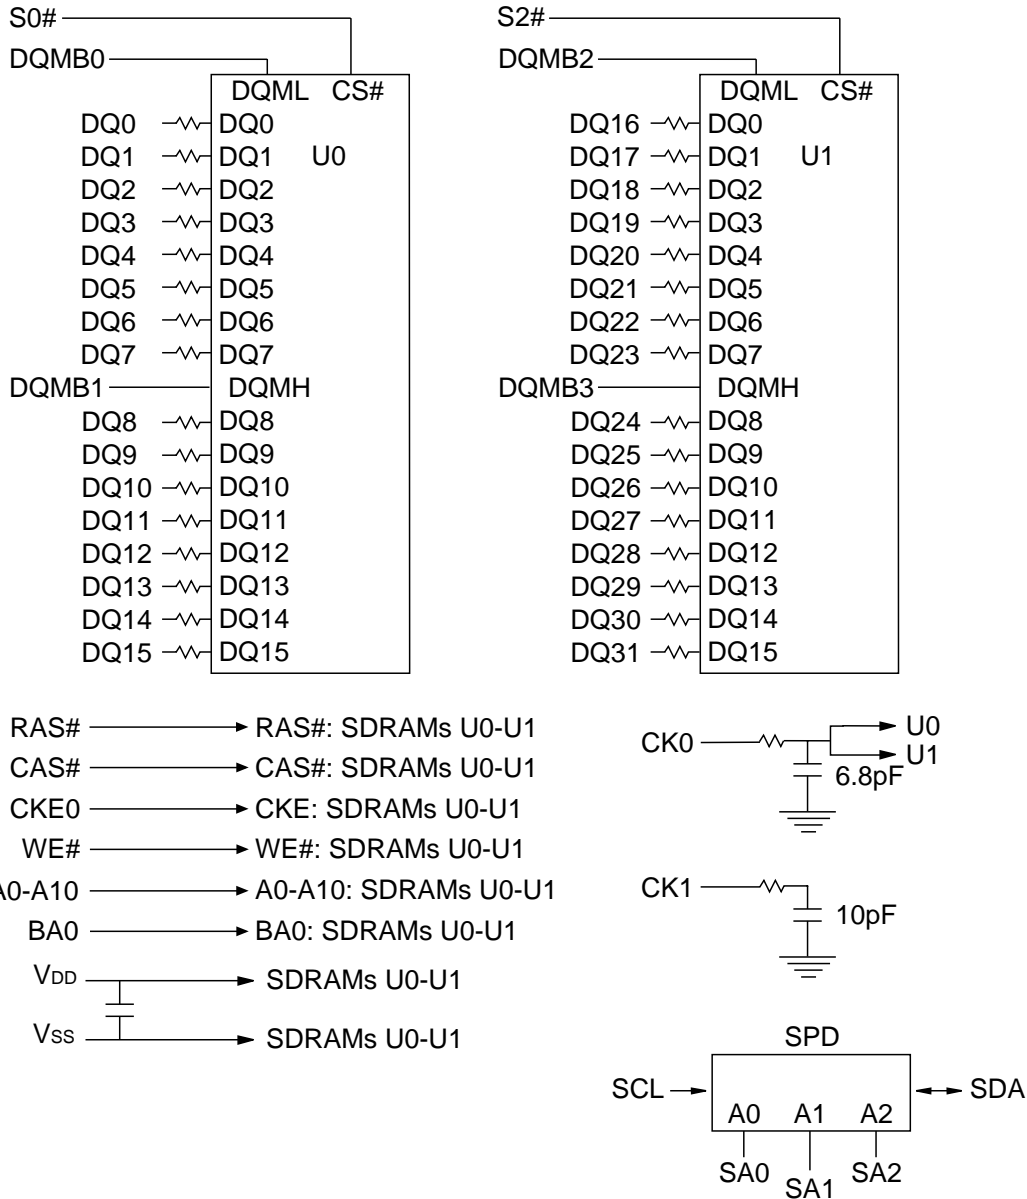 S0#
DQMB0
DQML CS#
DQ0 DQ0
DQ1 DQ1 U0
DQ2 DQ2
DQ3 DQ3
DQ4 DQ4
DQ5 DQ5
DQ6 DQ6
DQ7 DQ7
DQMB1 DQMH
DQ8 DQ8
DQ9 DQ9
DQ10 DQ10
DQ11 DQ11
DQ12 DQ12
DQ13 DQ13
DQ14 DQ14
DQ15 DQ15
S2#
DQMB2
DQML CS#
DQ16 DQ0
DQ17 DQ1 U1
DQ18 DQ2
DQ19 DQ3
DQ20 DQ4
DQ21 DQ5
DQ22 DQ6
DQ23 DQ7
DQMB3 DQMH
DQ24 DQ8
DQ25 DQ9
DQ26 DQ10
DQ27 DQ11
DQ28 DQ12
DQ29 DQ13
DQ30 DQ14
DQ31 DQ15
RAS# RAS#: SDRAMs U0-U1
CAS# CAS#: SDRAMs U0-U1
CKE0 CKE: SDRAMs U0-U1
WE# WE#: SDRAMs U0-U1
A0-A10 A0-A10: SDRAMs U0-U1
BA0 BA0: SDRAMs U0-U1
VDD SDRAMs U0-U1
VSS SDRAMs U0-U1
CK0 U0
U1
6.8pF
CK1
10pF
SPD
SCL SDA
A0 A1 A2
SA0 SA1 SA2